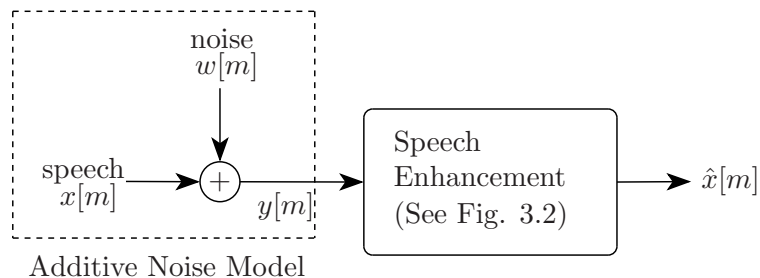 noise
w[m]
speech
x[m]
+
y[m]
Speech
Enhancement
(See Fig. 3.2)
x̂[m]
Additive Noise Model